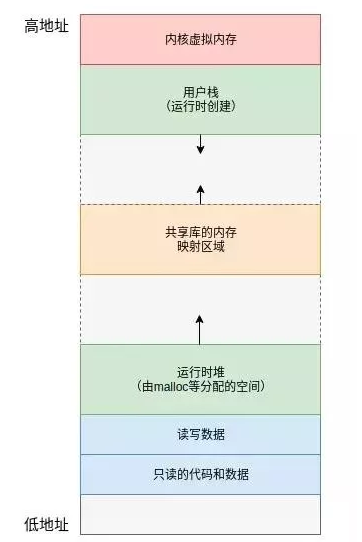 高地址
内核虚拟内存
用户栈
（运行时创建）
共享库的内存
映射区域
运行时堆
（由malloc等分配的空间）
读写数据
只读的代码和数据
低地址